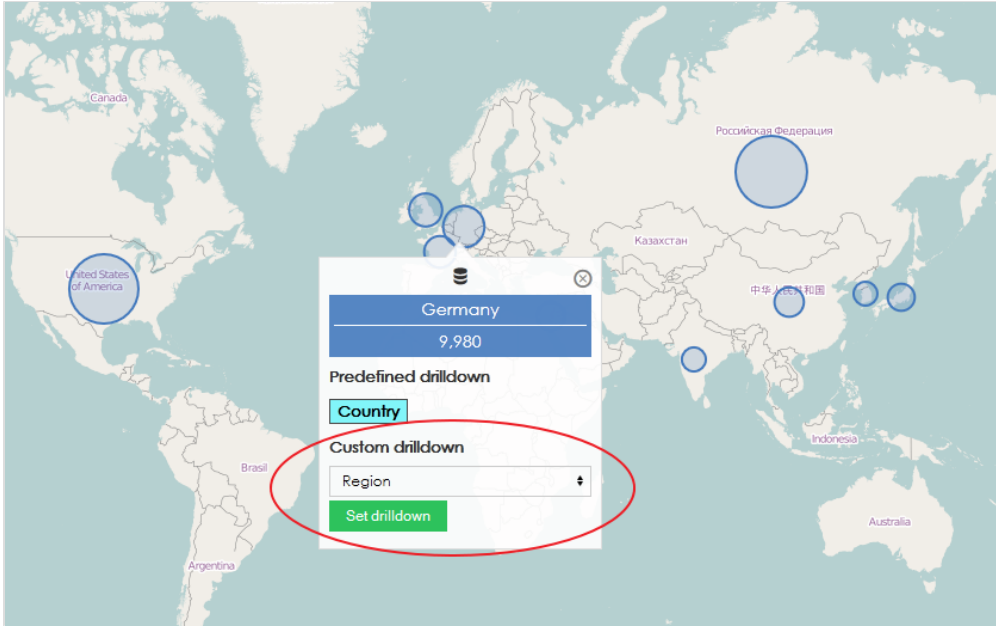 Canada
Российская Федерация
Казахстан
United States
of America
中华人民共和国
Germany
9,980
Predefined drilldown
Country
Custom drilldown
Region
Set drilldown
Indonesia
Brasil
Australia
Argentina